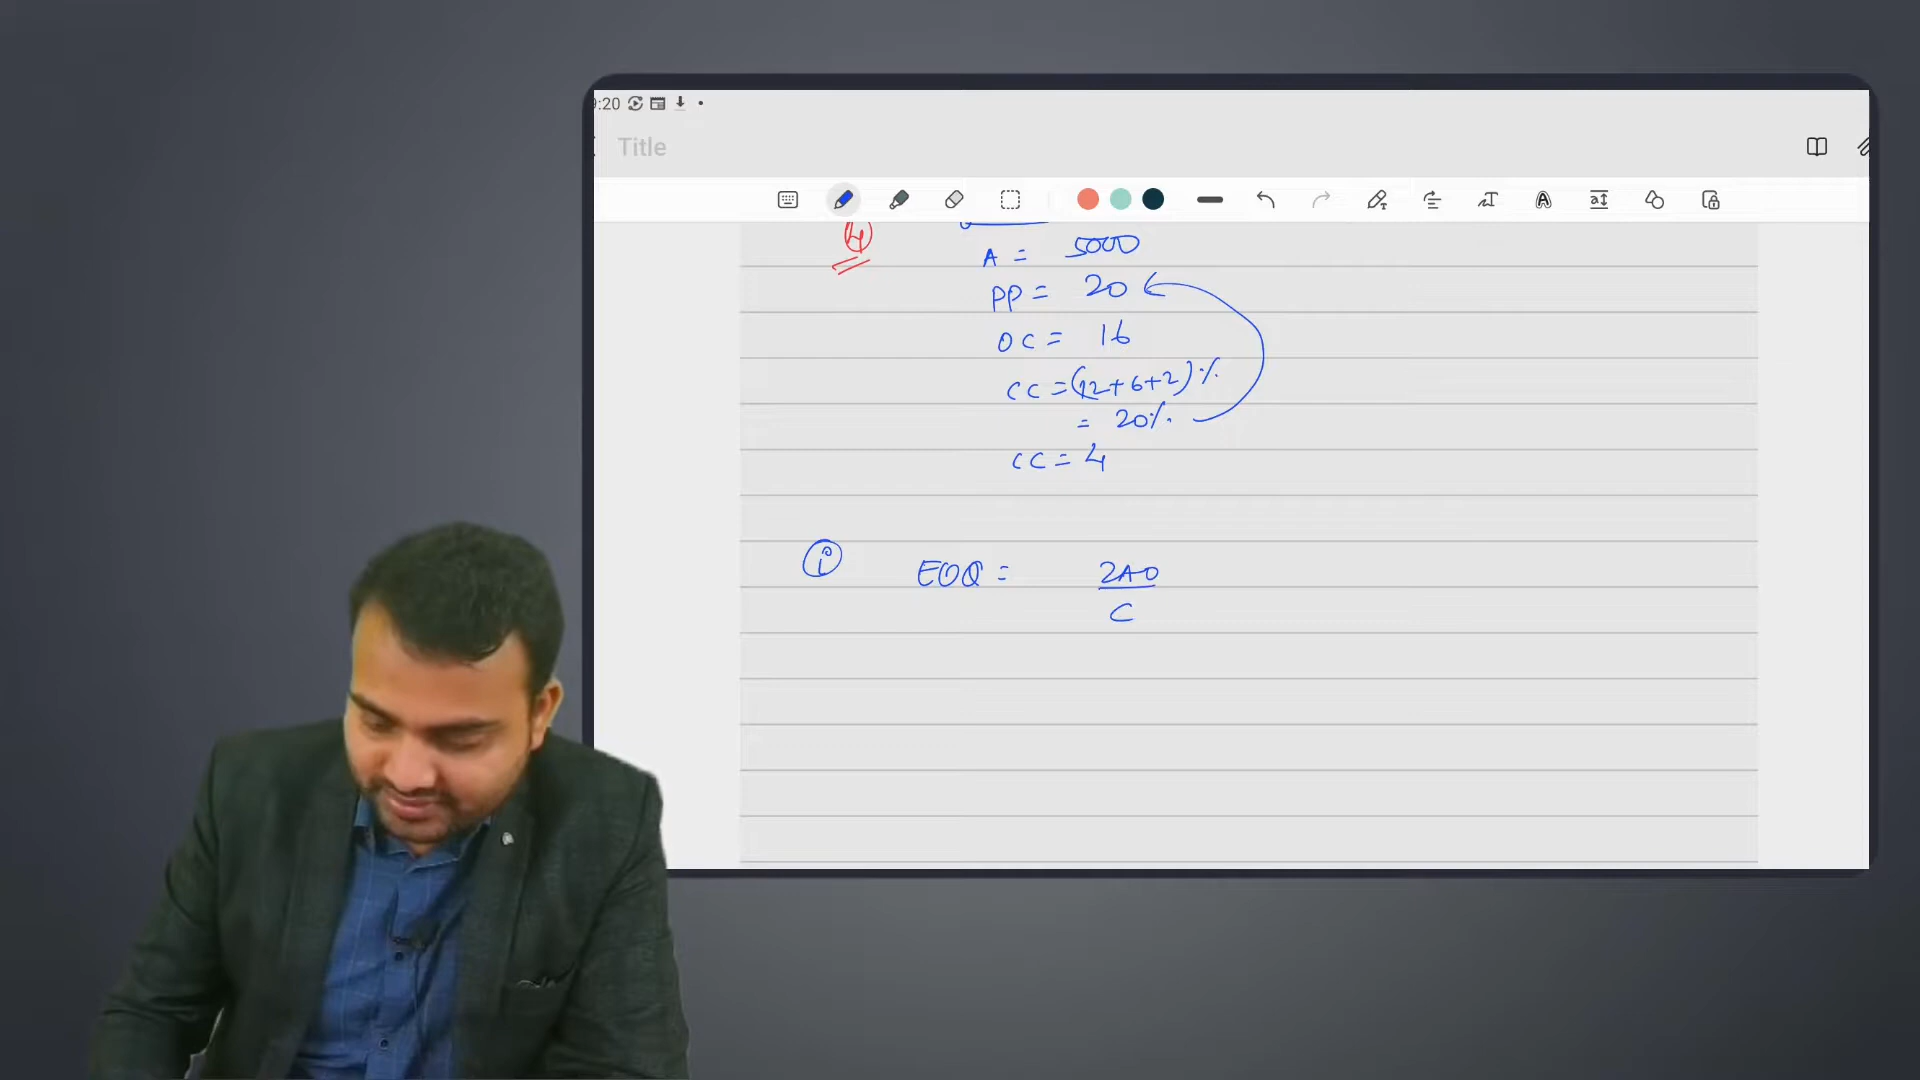 :20
Title
4
A = 5000
PP = 20
OC = 16
CC = (12+6+2)%
= 20%
CC = 4
i
EOQ = 2AO
C